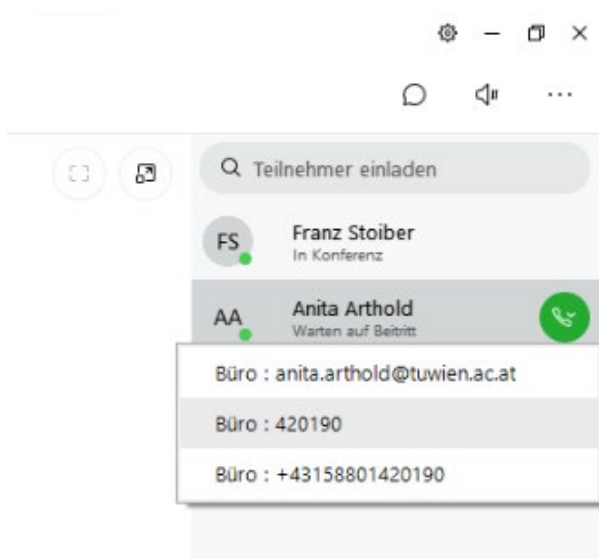 Teilnehmer einladen
FS
Franz Stoiber
In Konferenz
AA
Anita Arthold
Warten auf Beitritt
Büro : anita.arthold@tuwien.ac.at
Büro : 420190
Büro : +43158801420190